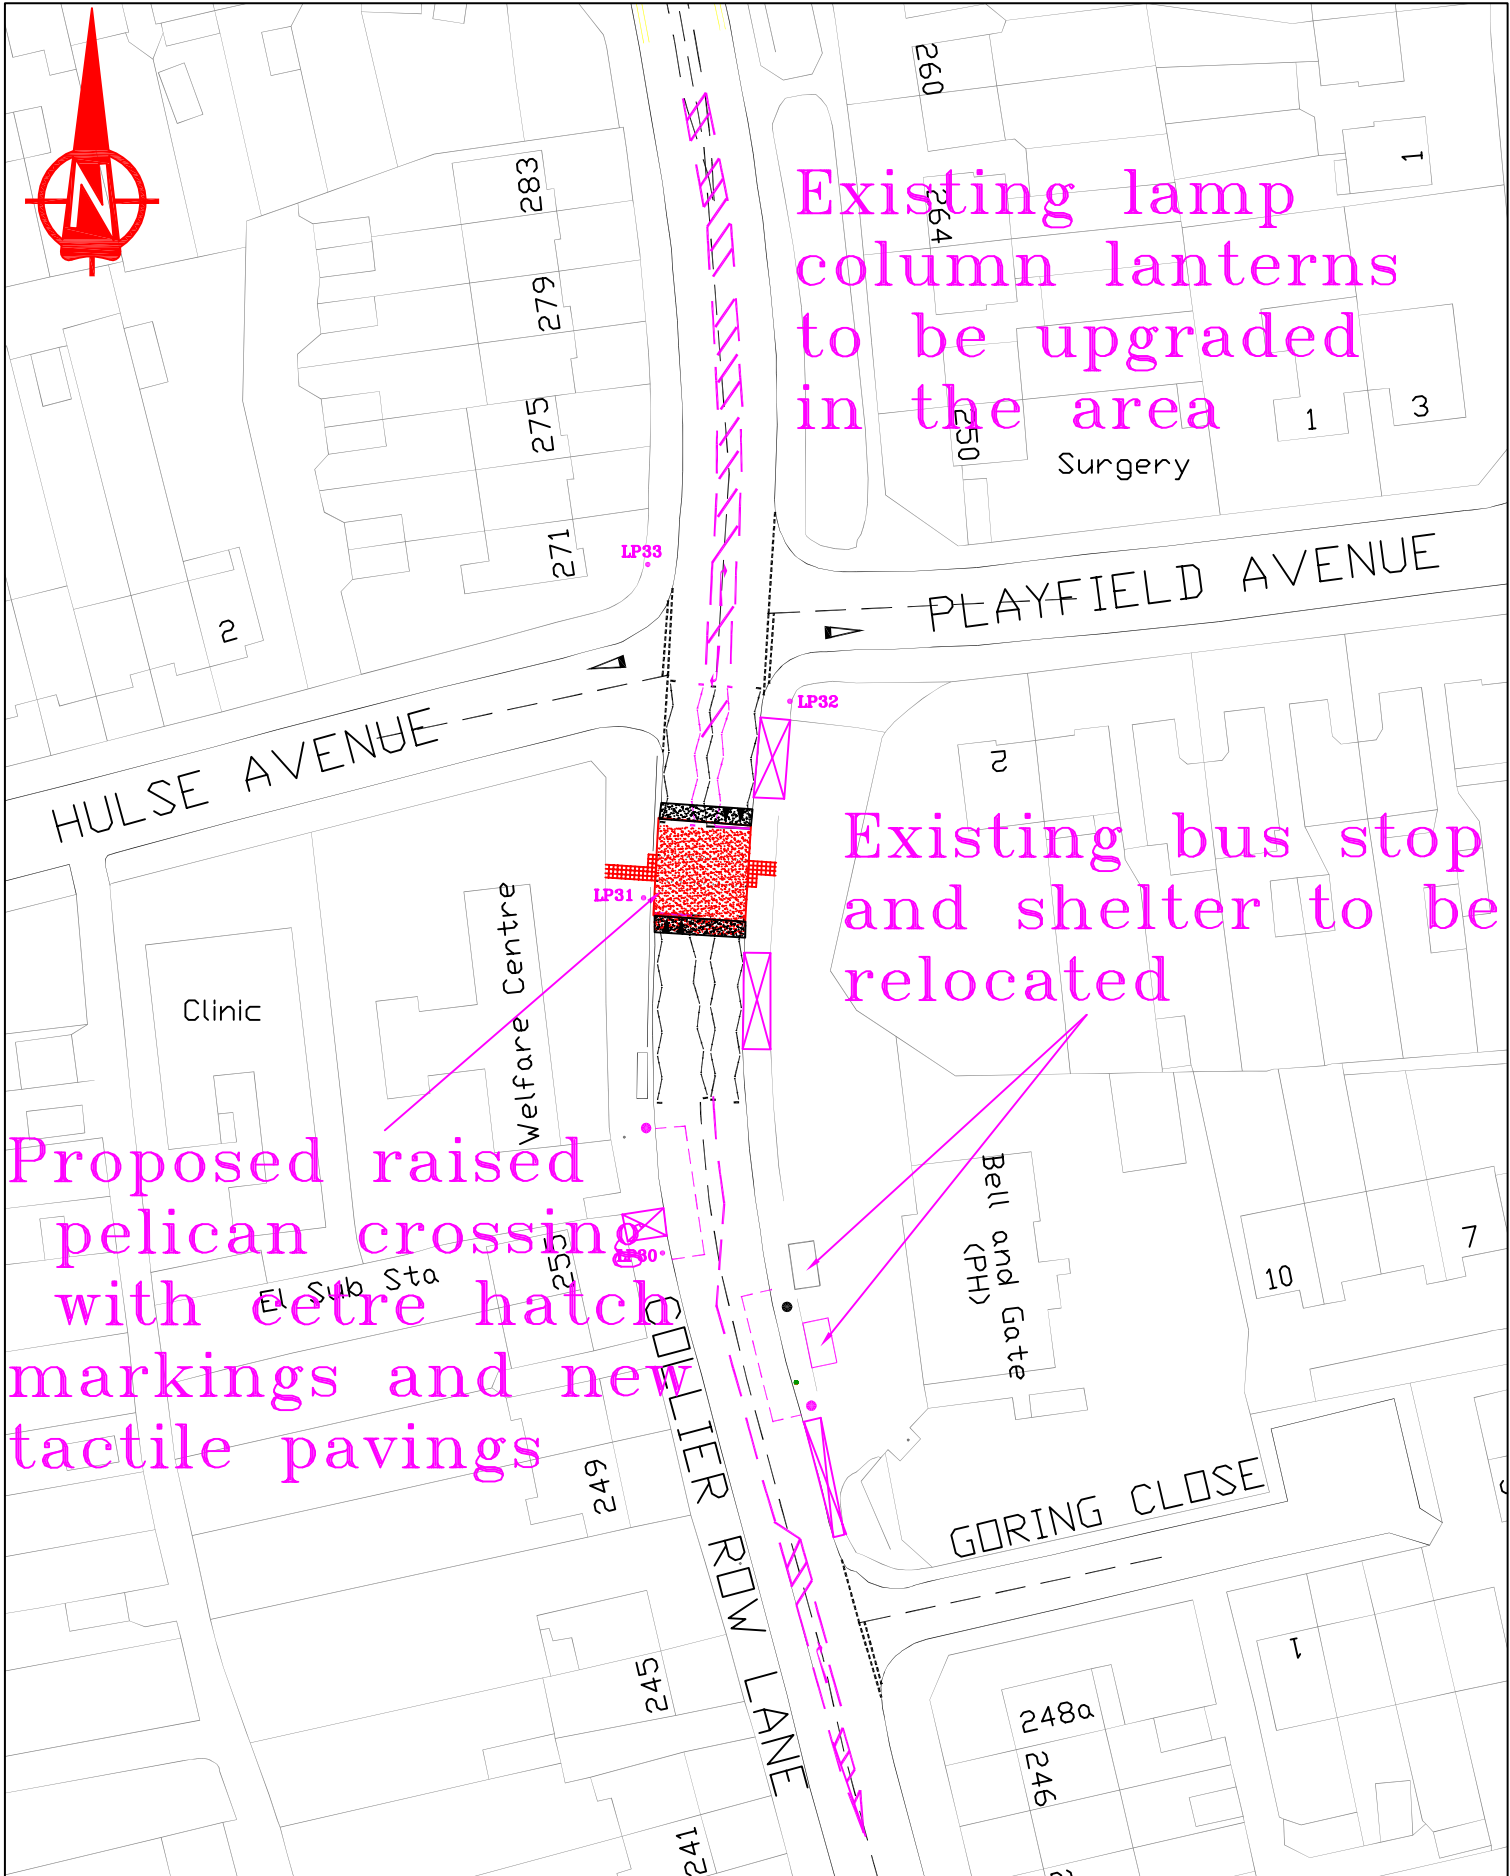 N
260
283
1
Existing lamp
column lanterns
to be upgraded
in the area
264
279
275
250
1
3
Surgery
271
LP33
PLAYFIELD AVENUE
2
LP32
HULSE AVENUE
2
Existing bus stop
and shelter to be
relocated
LP31
Welfare Centre
Clinic
Proposed raised
pelican crossing
with cetre hatch
markings and new
tactile pavings
Bell and Gate
(PH)
7
10
LP30
255
El Sub Sta
COLLIER ROW LANE
249
GORING CLOSE
245
1
248a
246
241